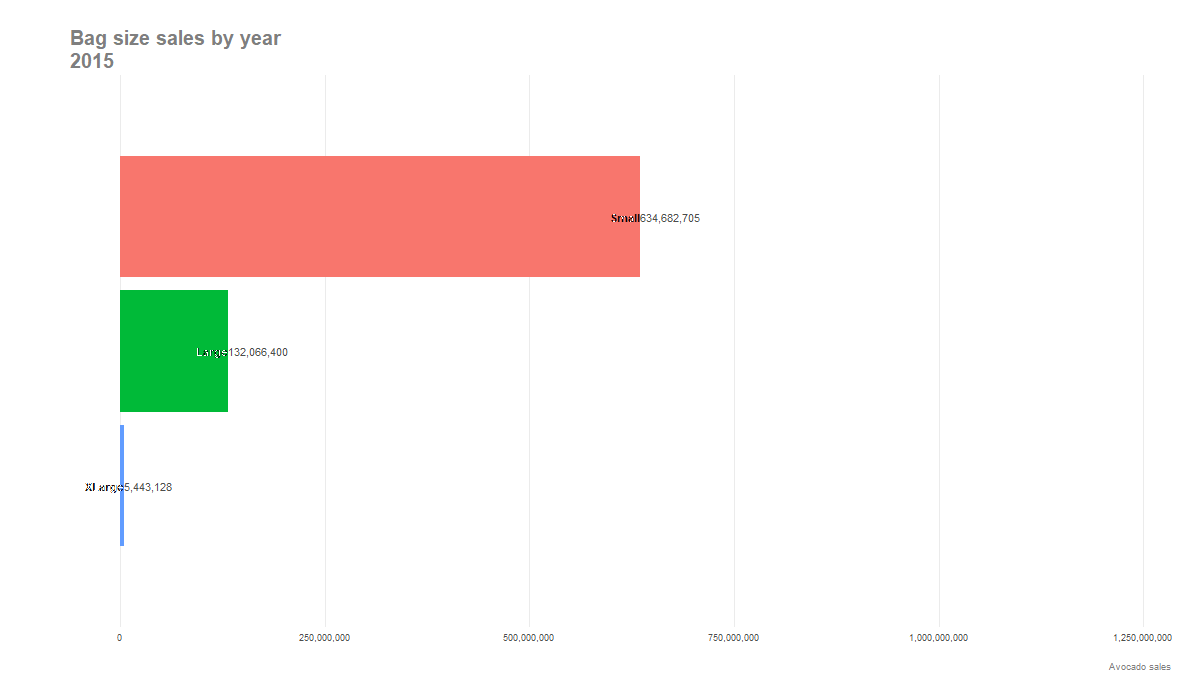 Bag size sales by year
2015
Small 634,682,705
Large 132,066,400
XLarge 5,443,128
0 250,000,000 500,000,000 750,000,000 1,000,000,000 1,250,000,000
Avocado sales